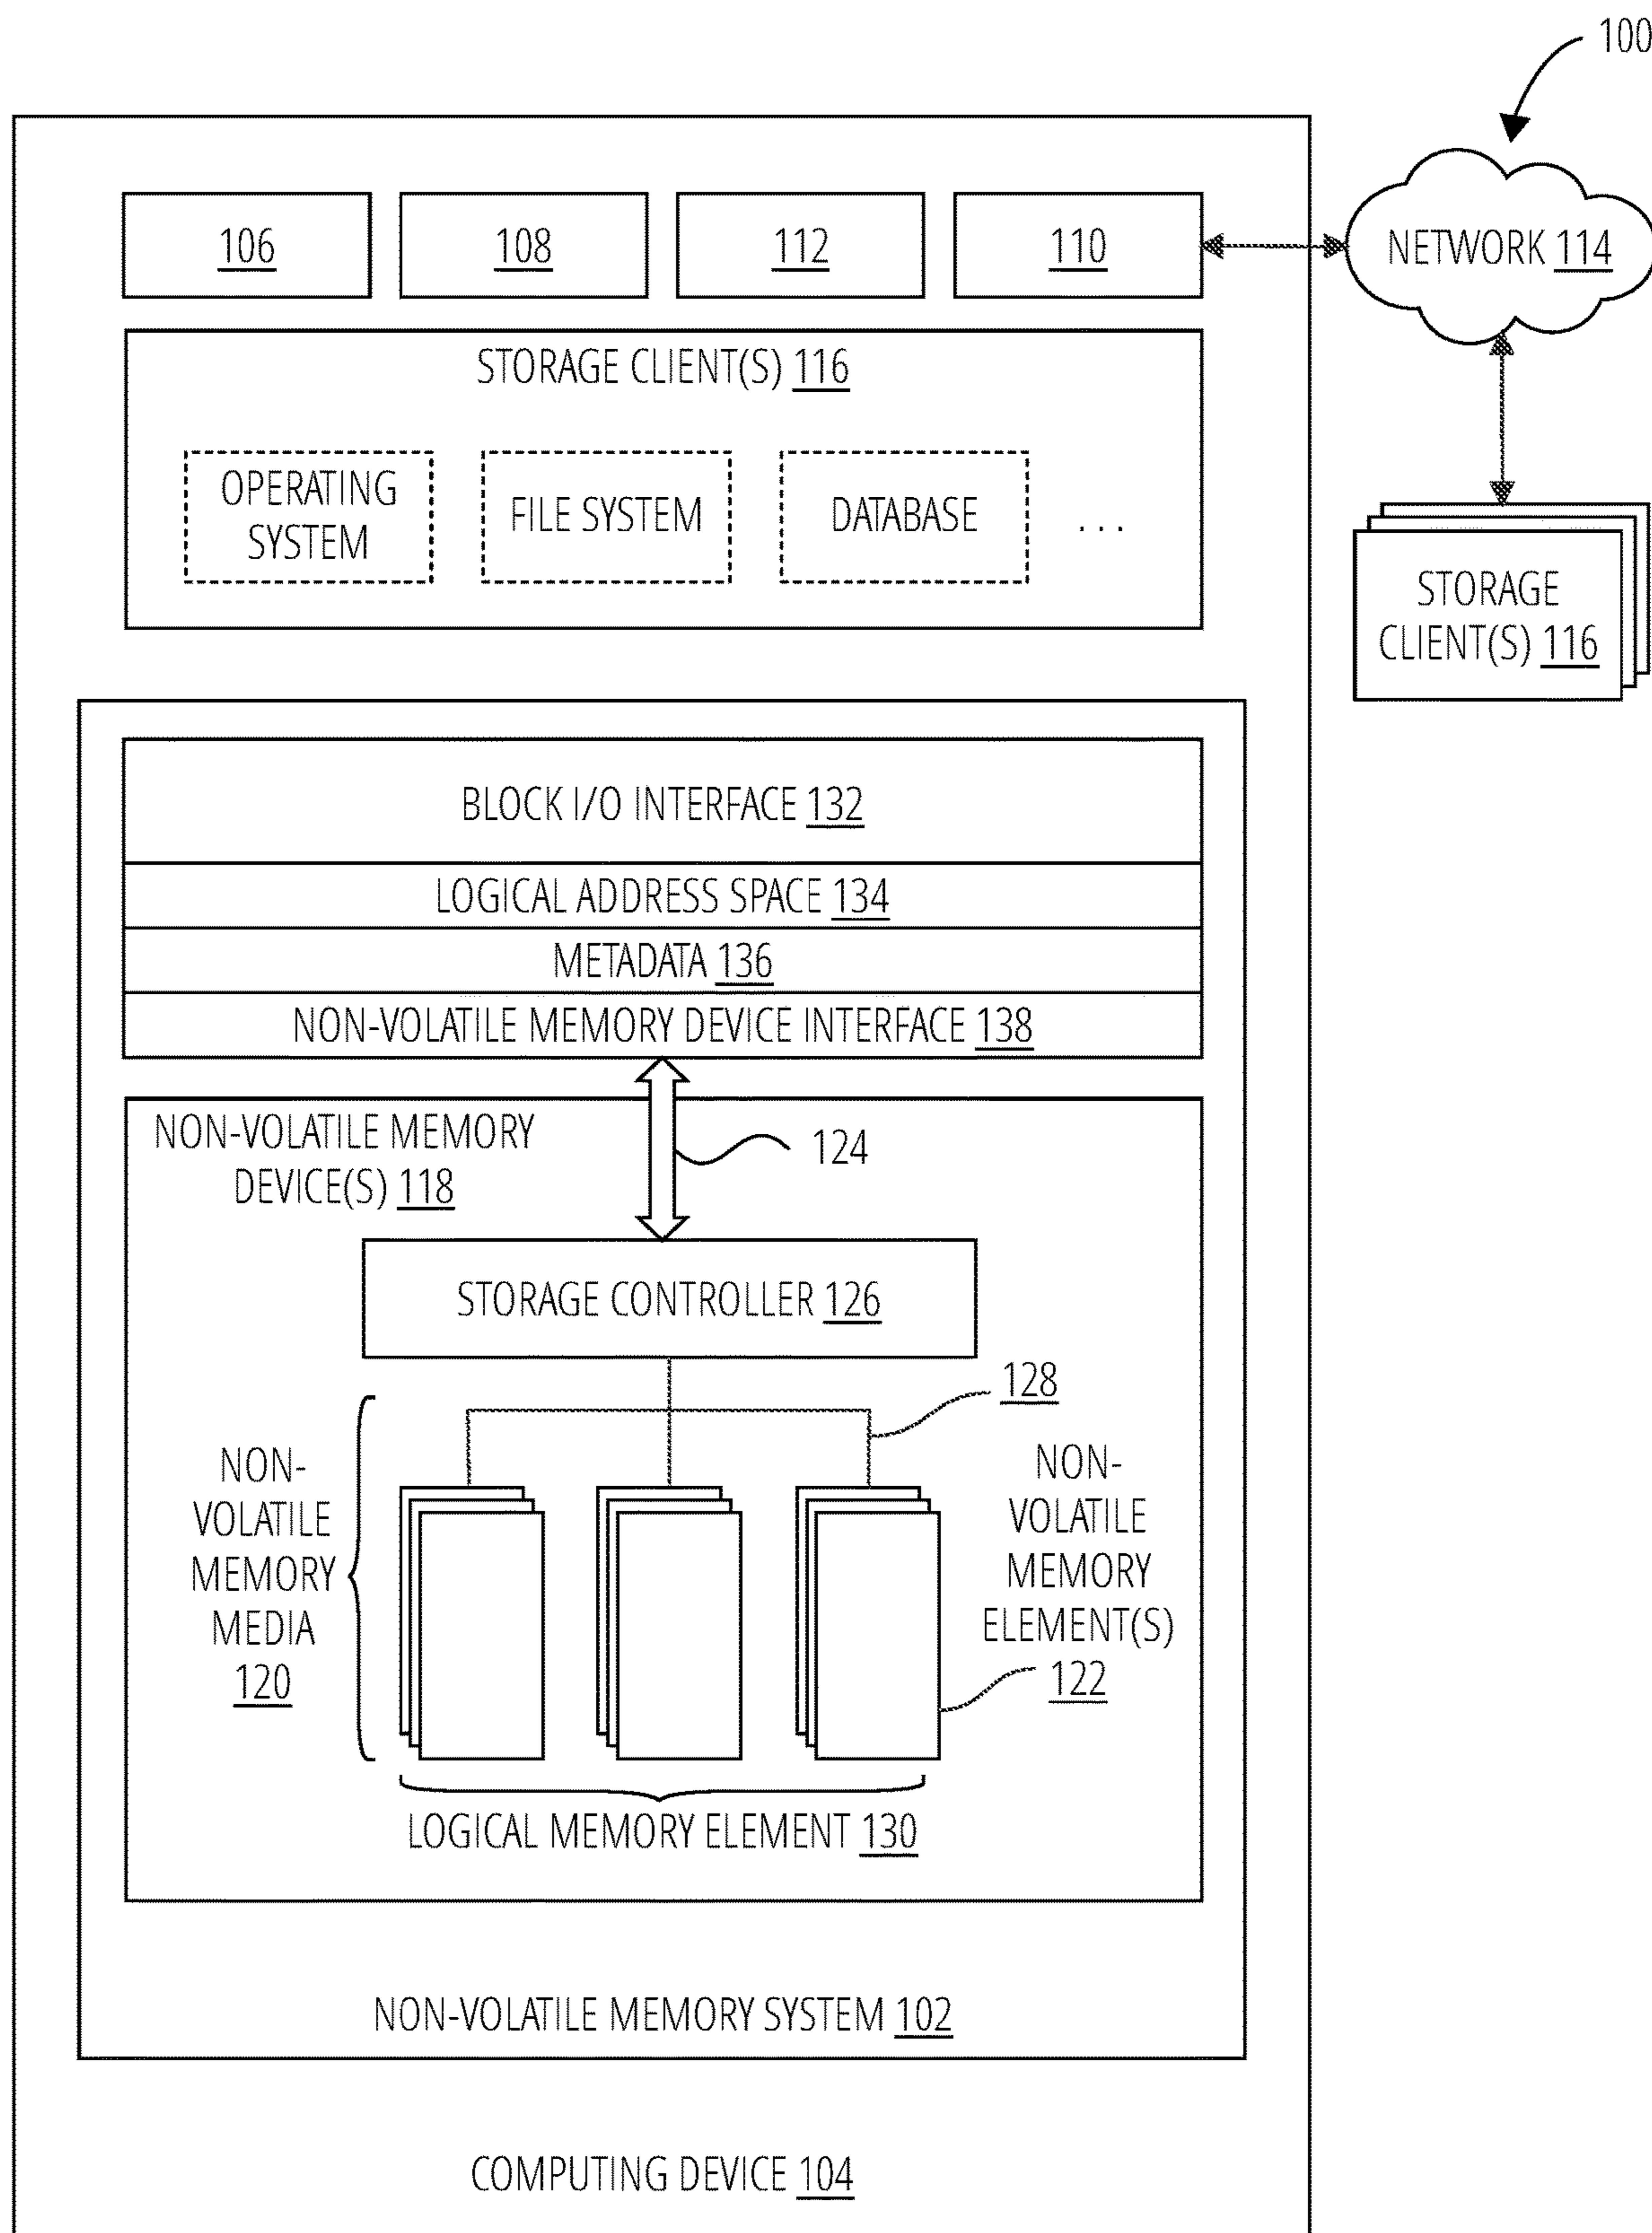 100
106
108
112
110
NETWORK 114
STORAGE CLIENT(S) 116
OPERATING
SYSTEM
FILE SYSTEM
DATABASE
. . .
STORAGE
CLIENT(S) 116
BLOCK I/O INTERFACE 132
LOGICAL ADDRESS SPACE 134
METADATA 136
NON-VOLATILE MEMORY DEVICE INTERFACE 138
NON-VOLATILE MEMORY
DEVICE(S) 118
124
STORAGE CONTROLLER 126
128
NON-
VOLATILE
MEMORY
MEDIA
120
NON-
VOLATILE
MEMORY
ELEMENT(S)
122
LOGICAL MEMORY ELEMENT 130
NON-VOLATILE MEMORY SYSTEM 102
COMPUTING DEVICE 104